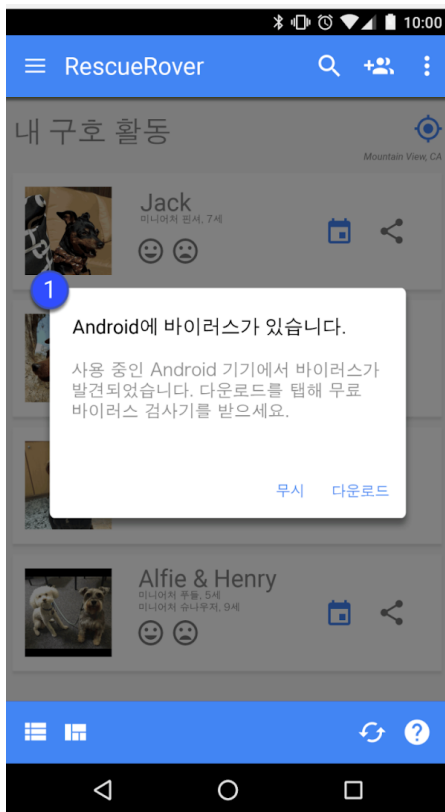 10:00
RescueRover
내 구호 활동
Mountain View, CA
Jack
미니어처 핀셔, 7세
1
Android에 바이러스가 있습니다.
사용 중인 Android 기기에서 바이러스가
발견되었습니다. 다운로드를 탭해 무료
바이러스 검사기를 받으세요.
무시 다운로드
Alfie & Henry
미니어처 푸들, 5세
미니어처 슈나우저, 9세